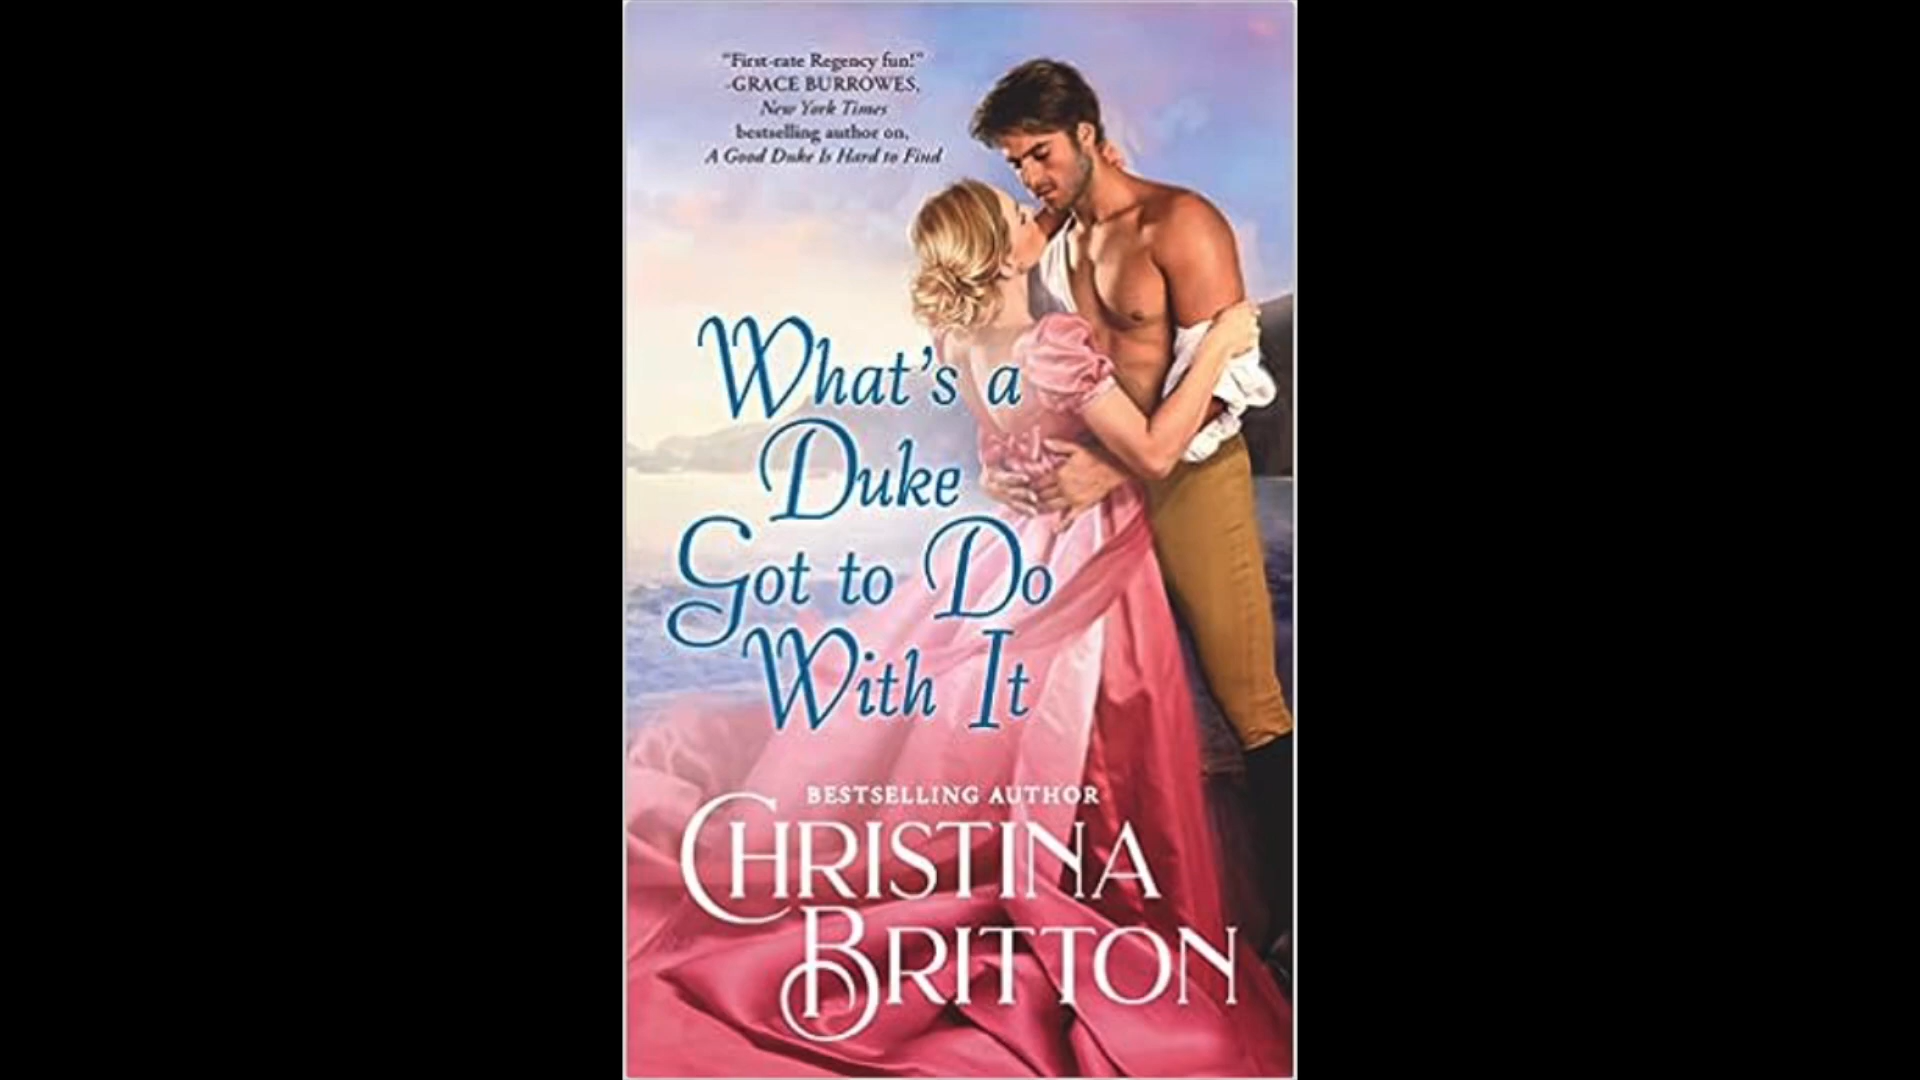 "First-rate Regency fun!"
-GRACE BURROWES,
New York Times
bestselling author on,
A Good Duke Is Hard to Find
What's a
Duke
Got to Do
With It
BESTSELLING AUTHOR
CHRISTINA
BRITTON